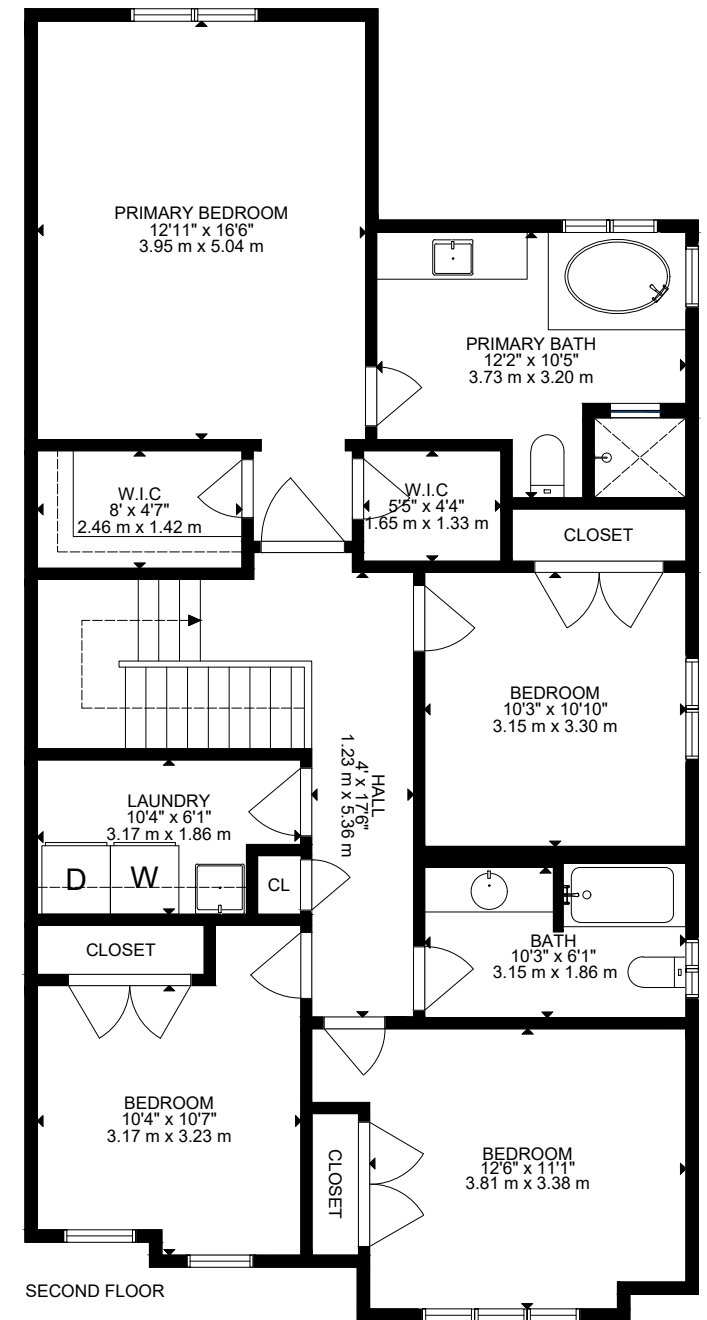 PRIMARY BEDROOM
12'11" x 16'6"
3.95 m x 5.04 m
PRIMARY BATH
12'2" x 10'5"
3.73 m x 3.20 m
W.I.C
8' x 4'7"
2.46 m x 1.42 m
W.I.C
5'5" x 4'4"
1.65 m x 1.33 m
CLOSET
BEDROOM
10'3" x 10'10"
3.15 m x 3.30 m
HALL
4' x 17'6"
1.23 m x 5.36 m
LAUNDRY
10'4" x 6'1"
3.17 m x 1.86 m
D
W
CL
CLOSET
BATH
10'3" x 6'1"
3.15 m x 1.86 m
BEDROOM
10'4" x 10'7"
3.17 m x 3.23 m
CLOSET
BEDROOM
12'6" x 11'1"
3.81 m x 3.38 m
SECOND FLOOR